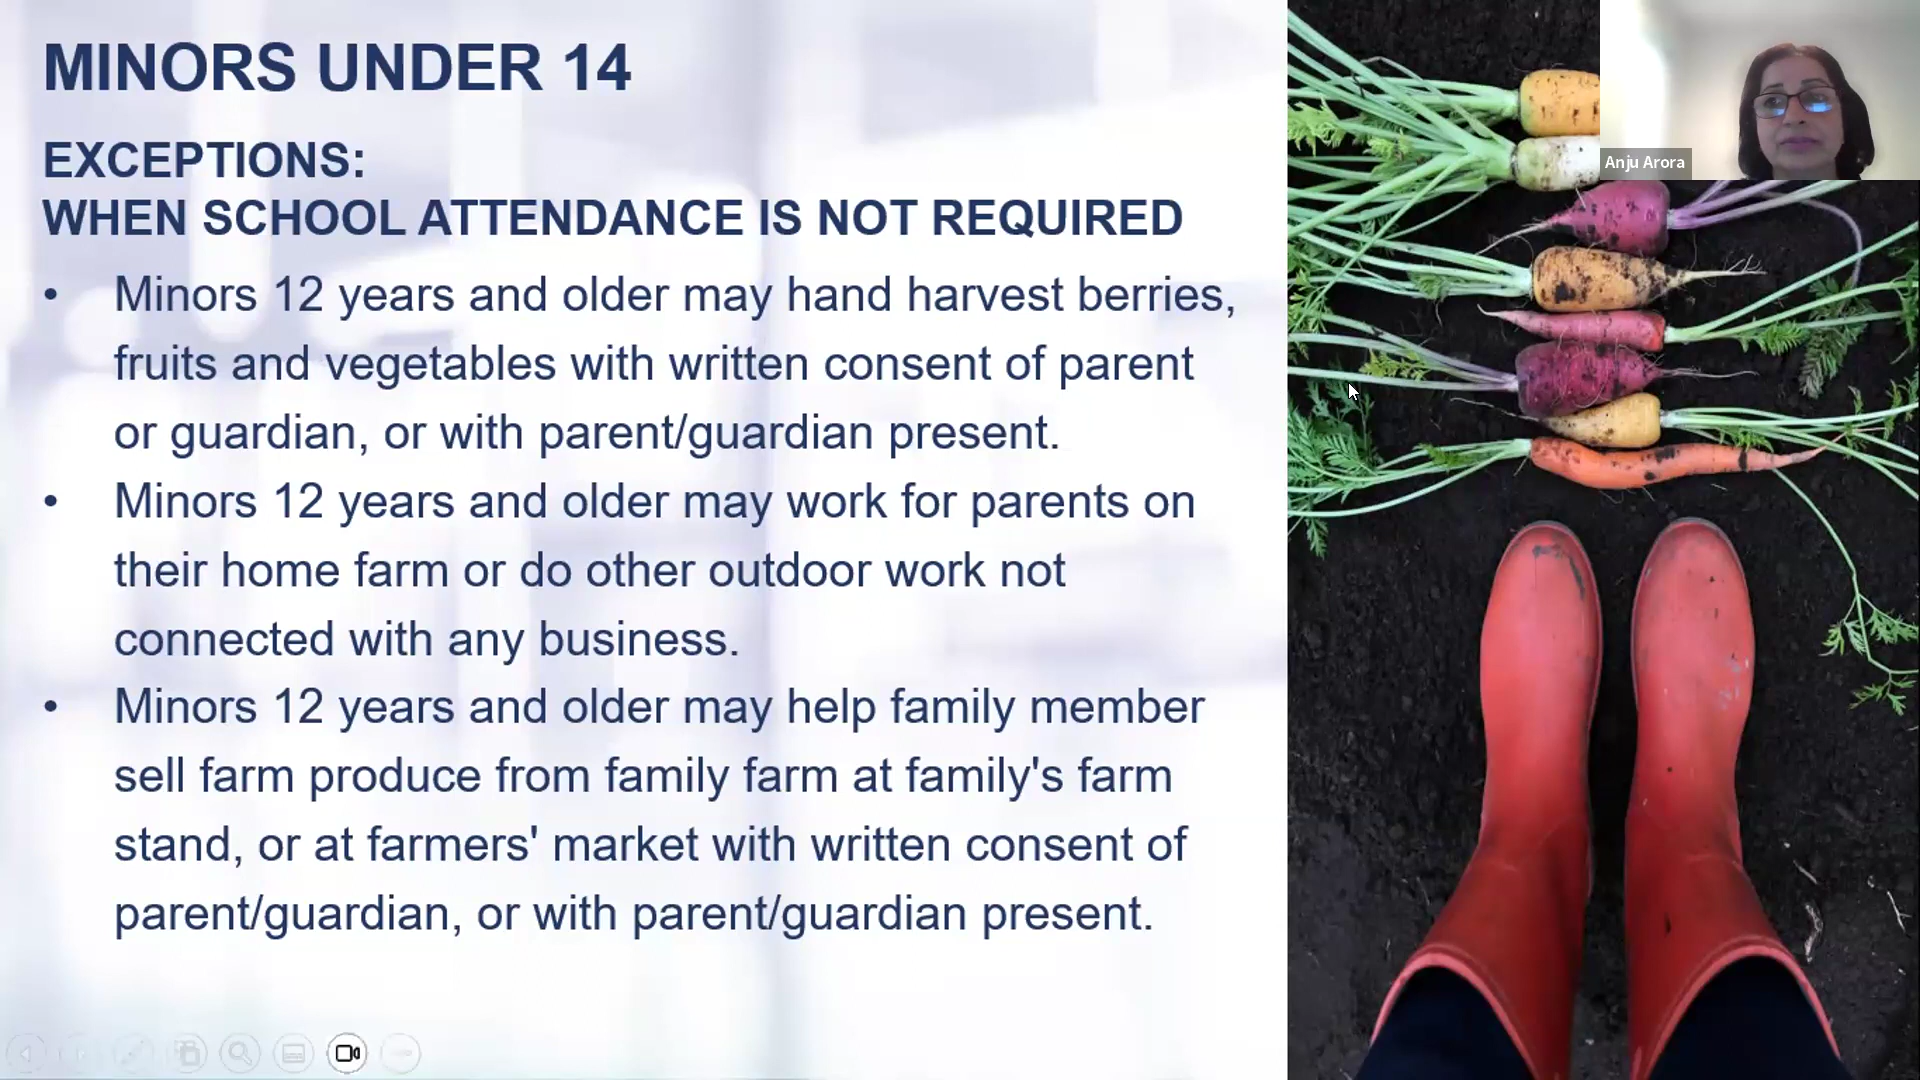 MINORS UNDER 14
EXCEPTIONS:
WHEN SCHOOL ATTENDANCE IS NOT REQUIRED
• Minors 12 years and older may hand harvest berries,
fruits and vegetables with written consent of parent
or guardian, or with parent/guardian present.
• Minors 12 years and older may work for parents on
their home farm or do other outdoor work not
connected with any business.
• Minors 12 years and older may help family member
sell farm produce from family farm at family's farm
stand, or at farmers' market with written consent of
parent/guardian, or with parent/guardian present.
Anju Arora